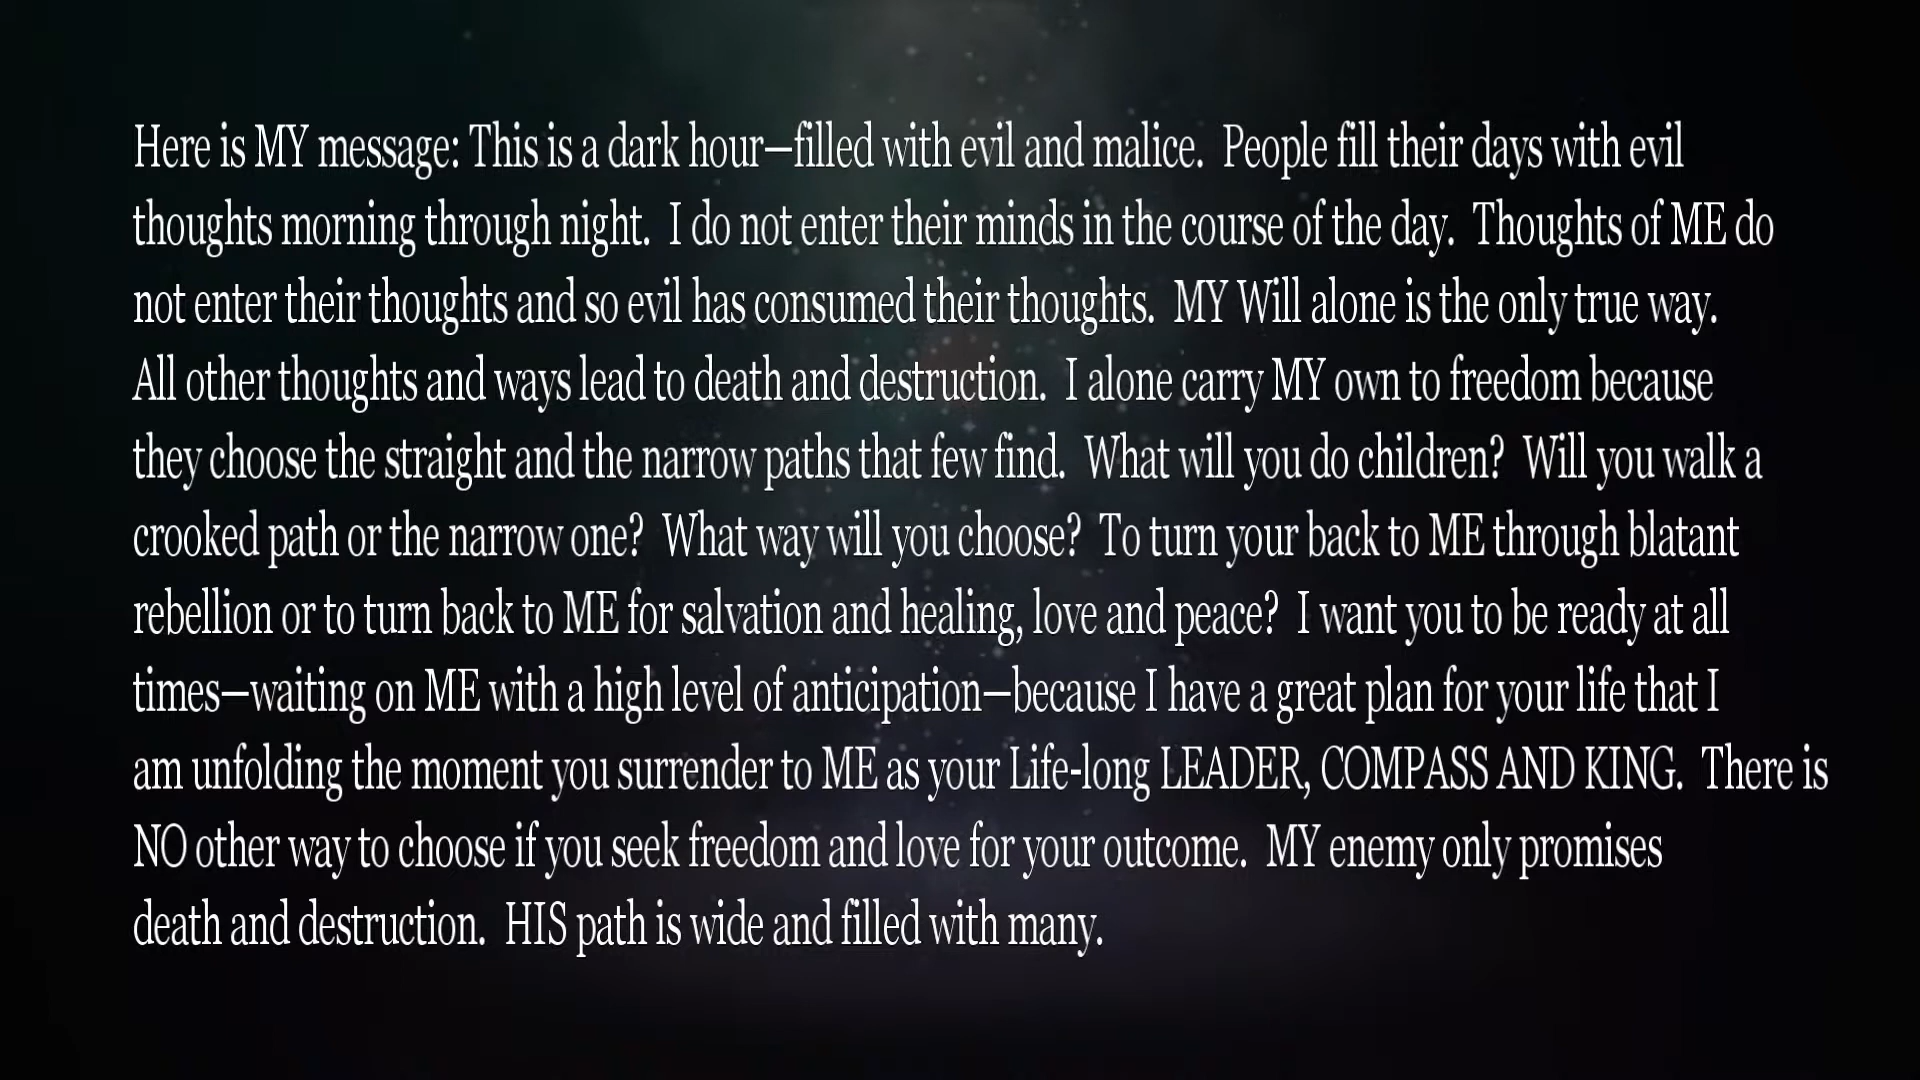 Here is MY message: This is a dark hour—filled with evil and malice.  People fill their days with evil
thoughts morning through night.  I do not enter their minds in the course of the day.  Thoughts of ME do
not enter their thoughts and so evil has consumed their thoughts.  MY Will alone is the only true way.
All other thoughts and ways lead to death and destruction.  I alone carry MY own to freedom because
they choose the straight and the narrow paths that few find.  What will you do children?  Will you walk a
crooked path or the narrow one?  What way will you choose?  To turn your back to ME through blatant
rebellion or to turn back to ME for salvation and healing, love and peace?  I want you to be ready at all
times—waiting on ME with a high level of anticipation—because I have a great plan for your life that I
am unfolding the moment you surrender to ME as your Life-long LEADER, COMPASS AND KING.  There is
NO other way to choose if you seek freedom and love for your outcome.  MY enemy only promises
death and destruction.  HIS path is wide and filled with many.